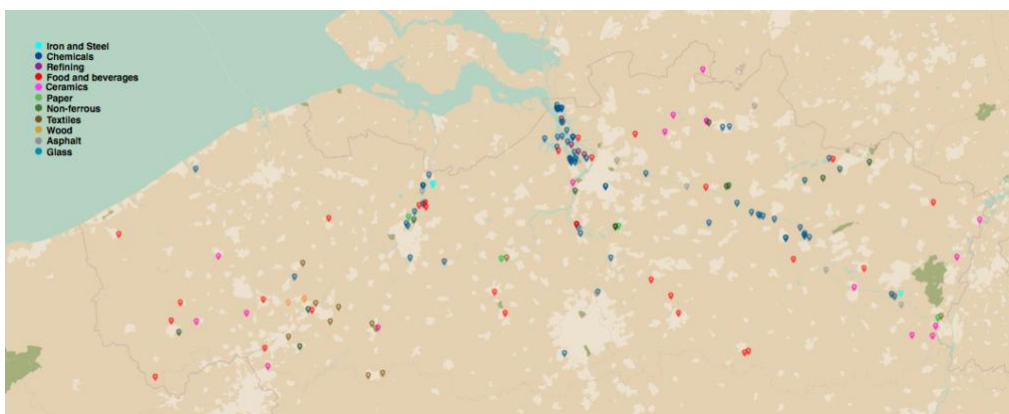 Iron and Steel
Chemicals
Refining
Food and beverages
Ceramics
Paper
Non-ferrous
Textiles
Wood
Asphalt
Glass